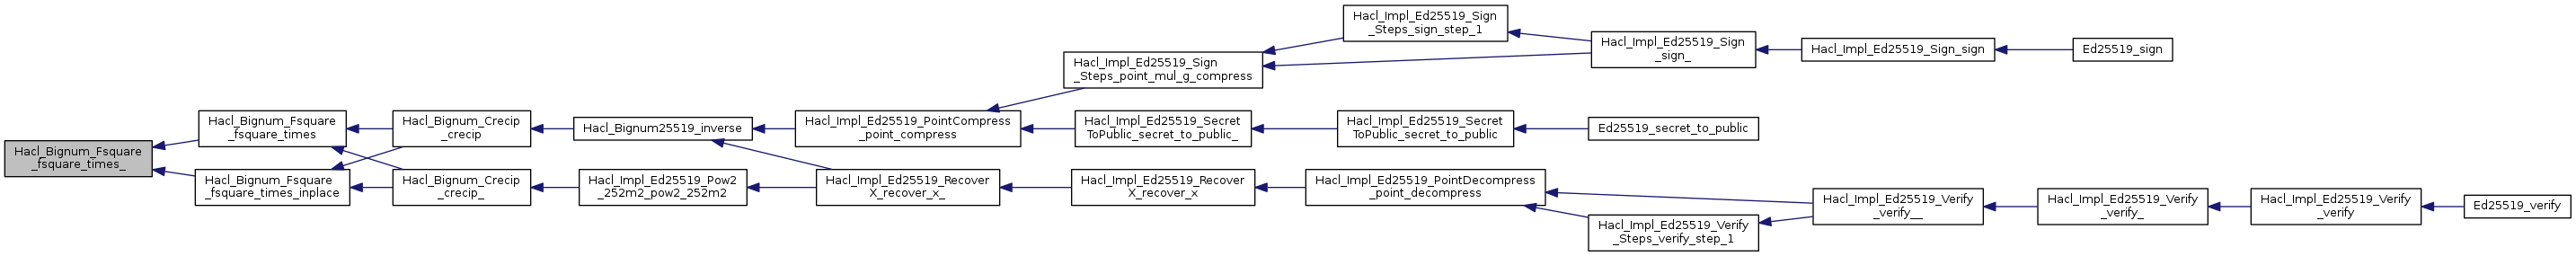 Hacl_Bignum_Fsquare
_fsquare_times_
Hacl_Bignum_Fsquare
_fsquare_times
Hacl_Bignum_Fsquare
_fsquare_times_inplace
Hacl_Bignum_Crecip
_crecip
Hacl_Bignum_Crecip
_crecip_
Hacl_Bignum25519_inverse
Hacl_Impl_Ed25519_Pow2
_252m2_pow2_252m2
Hacl_Impl_Ed25519_PointCompress
_point_compress
Hacl_Impl_Ed25519_Recover
X_recover_x_
Hacl_Impl_Ed25519_Sign
_Steps_point_mul_g_compress
Hacl_Impl_Ed25519_Secret
ToPublic_secret_to_public_
Hacl_Impl_Ed25519_Recover
X_recover_x
Hacl_Impl_Ed25519_Sign
_Steps_sign_step_1
Hacl_Impl_Ed25519_Secret
ToPublic_secret_to_public
Hacl_Impl_Ed25519_PointDecompress
_point_decompress
Hacl_Impl_Ed25519_Sign
_sign_
Ed25519_secret_to_public
Hacl_Impl_Ed25519_Verify
_Steps_verify_step_1
Hacl_Impl_Ed25519_Sign_sign
Hacl_Impl_Ed25519_Verify
_verify__
Ed25519_sign
Hacl_Impl_Ed25519_Verify
_verify_
Hacl_Impl_Ed25519_Verify
_verify
Ed25519_verify